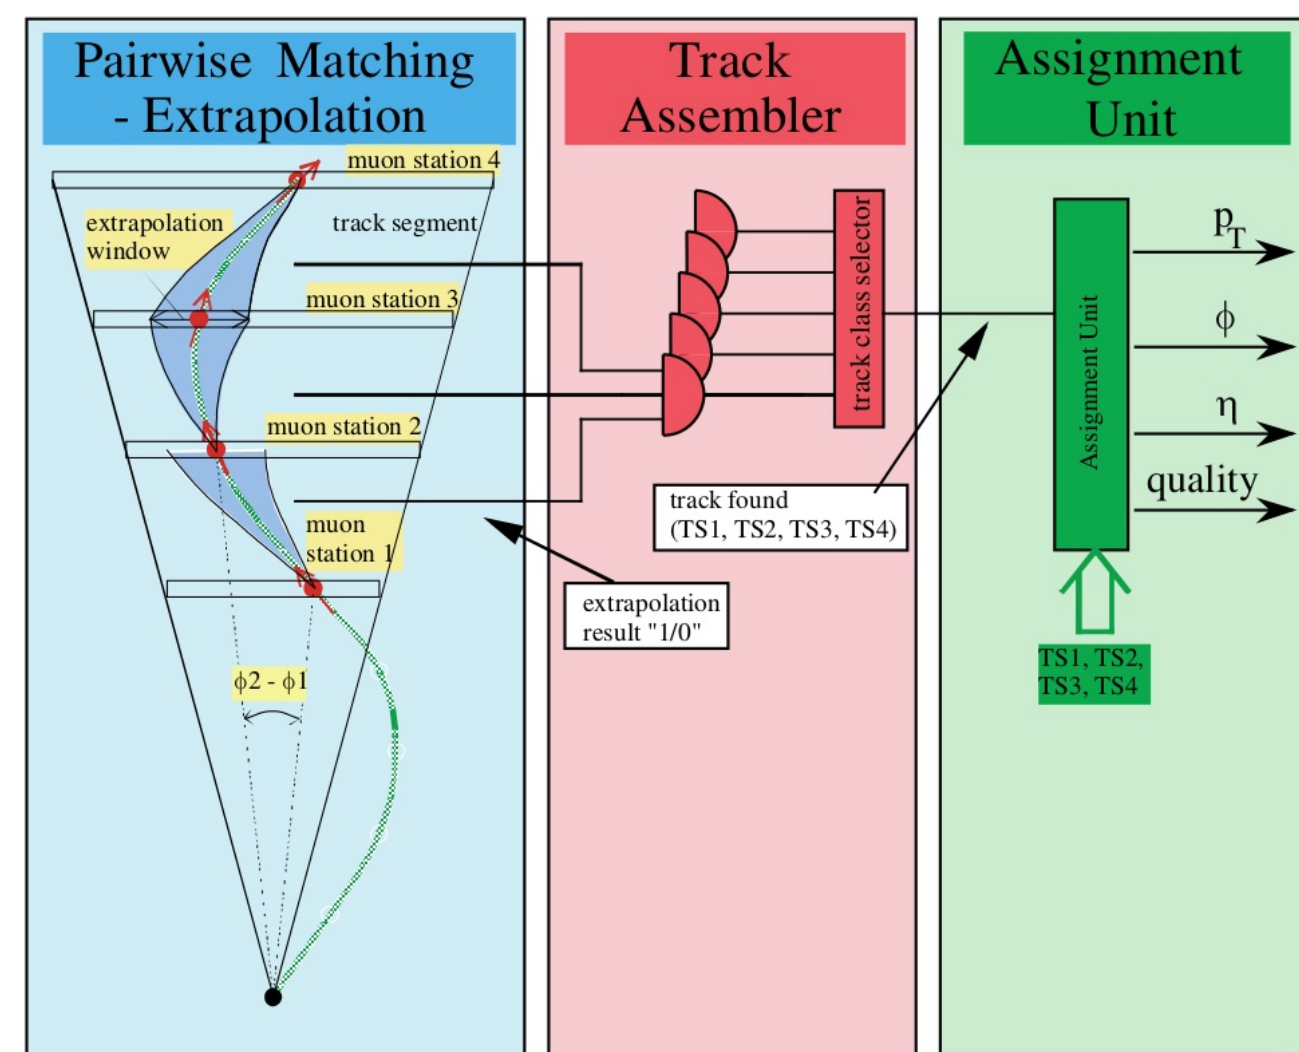 Pairwise Matching
- Extrapolation
muon station 4
extrapolation
window
track segment
muon station 3
muon station 2
muon
station 1
ϕ2 - ϕ1
Track
Assembler
track class selector
track found
(TS1, TS2, TS3, TS4)
extrapolation
result "1/0"
Assignment
Unit
Assignment Unit
pT
ϕ
η
quality
TS1, TS2,
TS3, TS4